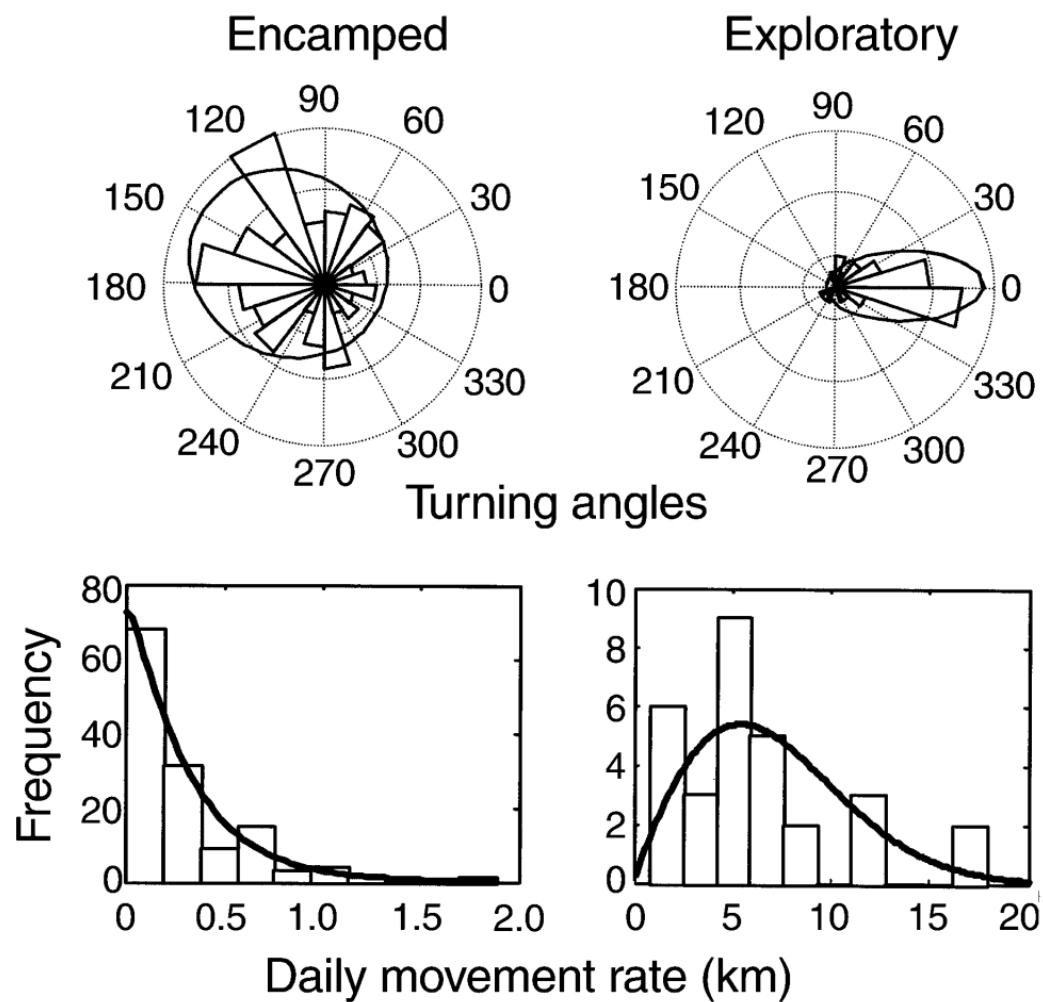 Encamped Exploratory
90 90
120 60 120 60
150 30 150 30
180 0 180 0
210 330 210 330
240 300 240 300
270 270
Turning angles
80 10
60 8
40 6
20 4
0 2
0
Frequency
0 0.5 1.0 1.5 2.0 0 5 10 15 20
Daily movement rate (km)